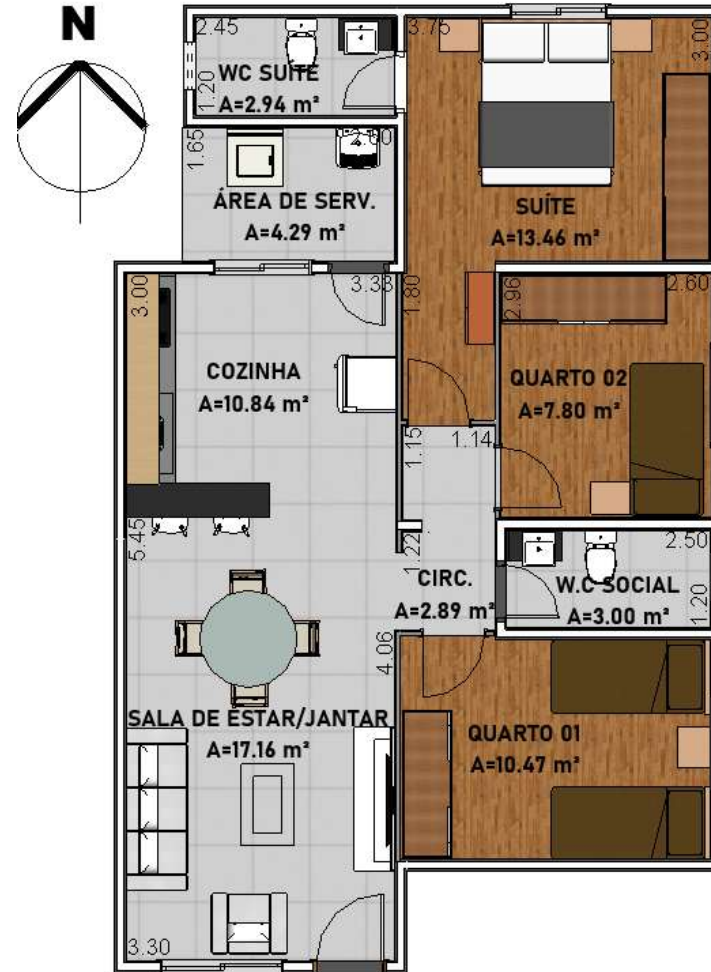 N
2.45
3.75
3.00
WC SUITE
1.20
A=2.94 m²
1.65
2.60
ÁREA DE SERV.
A=4.29 m²
SUÍTE
A=13.46 m²
3.00
3.33
1.80
2.96
2.60
COZINHA
A=10.84 m²
QUARTO 02
A=7.80 m²
1.15
1.14
5.45
1.22
2.50
CIRC.
A=2.89 m²
W.C SOCIAL
A=3.00 m²
1.20
4.06
SALA DE ESTAR/JANTAR
A=17.16 m²
QUARTO 01
A=10.47 m²
3.30